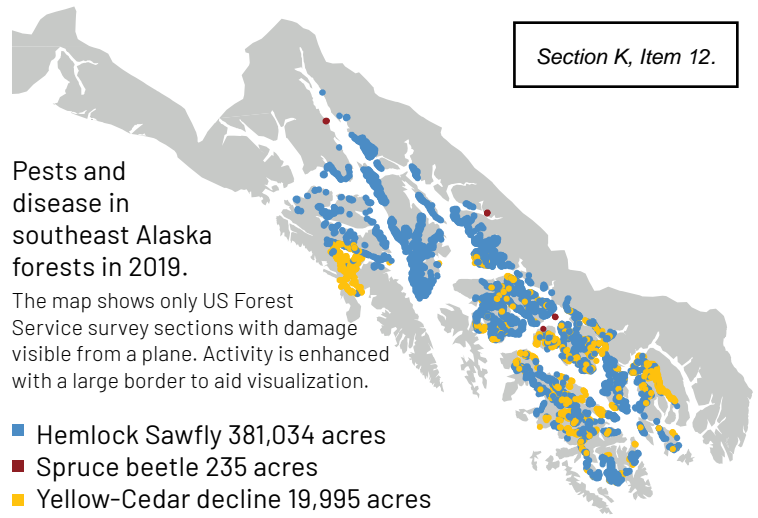 Section K, Item 12.
Pests and
disease in
southeast Alaska
forests in 2019.
The map shows only US Forest
Service survey sections with damage
visible from a plane. Activity is enhanced
with a large border to aid visualization.
Hemlock Sawfly 381,034 acres
Spruce beetle 235 acres
Yellow-Cedar decline 19,995 acres